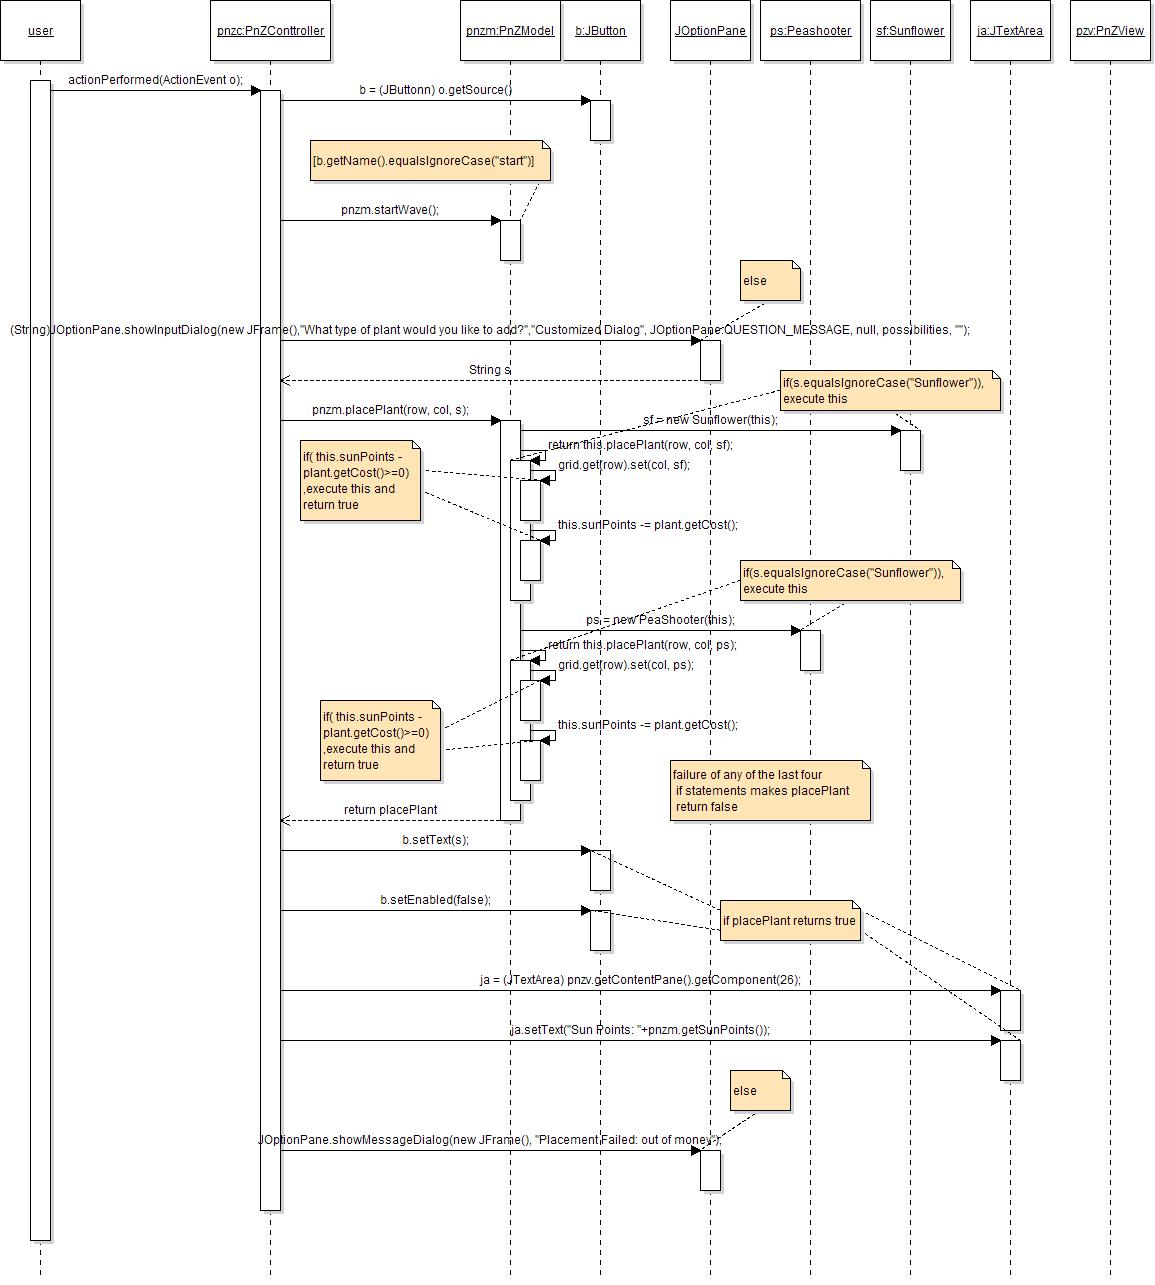 user
pnzc:PnZConttroller
pnzm:PnZModel
b:JButton
JOptionPane
ps:Peashooter
sf:Sunflower
ja:JTextArea
pzv:PnZView
actionPerformed(ActionEvent o);
b = (JButtonn) o.getSource()
[b.getName().equalsIgnoreCase("start")]
pnzm.startWave();
else
(String)JOptionPane.showInputDialog(new JFrame(),"What type of plant would you like to add?","Customized Dialog", JOptionPane.QUESTION_MESSAGE, null, possibilities, "");
String s
if(s.equalsIgnoreCase("Sunflower")),
execute this
pnzm.placePlant(row, col, s);
sf = new Sunflower(this);
return this.placePlant(row, col, sf);
if( this.sunPoints -
plant.getCost()>=0)
,execute this and
return true
grid.get(row).set(col, sf);
this.sunPoints -= plant.getCost();
if(s.equalsIgnoreCase("Sunflower")),
execute this
ps = new PeaShooter(this);
return this.placePlant(row, col, ps);
grid.get(row).set(col, ps);
if( this.sunPoints -
plant.getCost()>=0)
,execute this and
return true
this.sunPoints -= plant.getCost();
failure of any of the last four
if statements makes placePlant
return false
return placePlant
b.setText(s);
b.setEnabled(false);
if placePlant returns true
ja = (JTextArea) pnzv.getContentPane().getComponent(26);
ja.setText("Sun Points: "+pnzm.getSunPoints());
else
JOptionPane.showMessageDialog(new JFrame(), "Placement Failed: out of money");